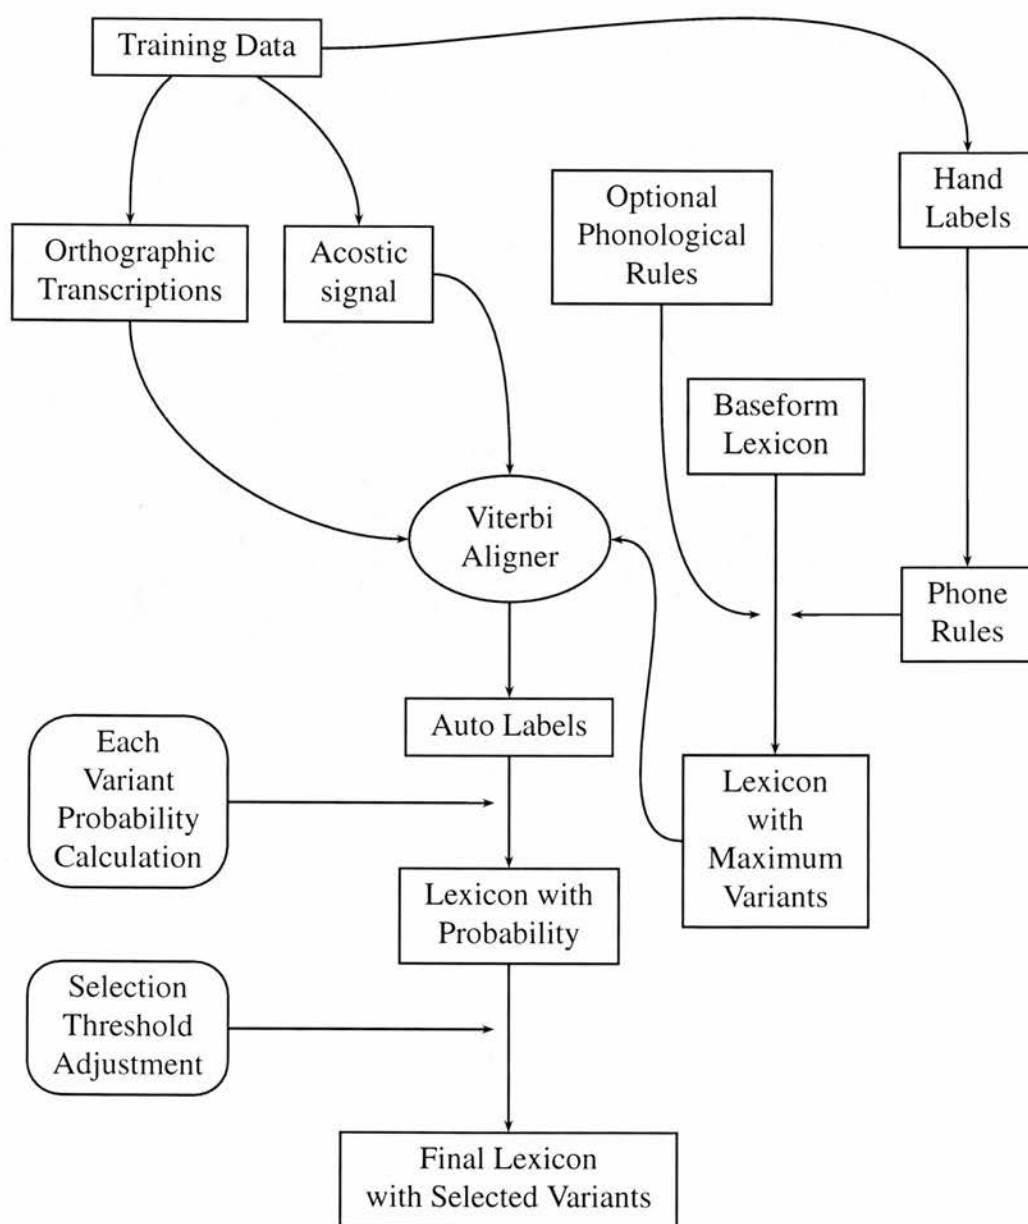 Training Data
Hand
Labels
Optional
Phonological
Rules
Orthographic
Transcriptions
Acostic
signal
Baseform
Lexicon
Viterbi
Aligner
Phone
Rules
Auto Labels
Each
Variant
Probability
Calculation
Lexicon
with
Maximum
Variants
Lexicon with
Probability
Selection
Threshold
Adjustment
Final Lexicon
with Selected Variants